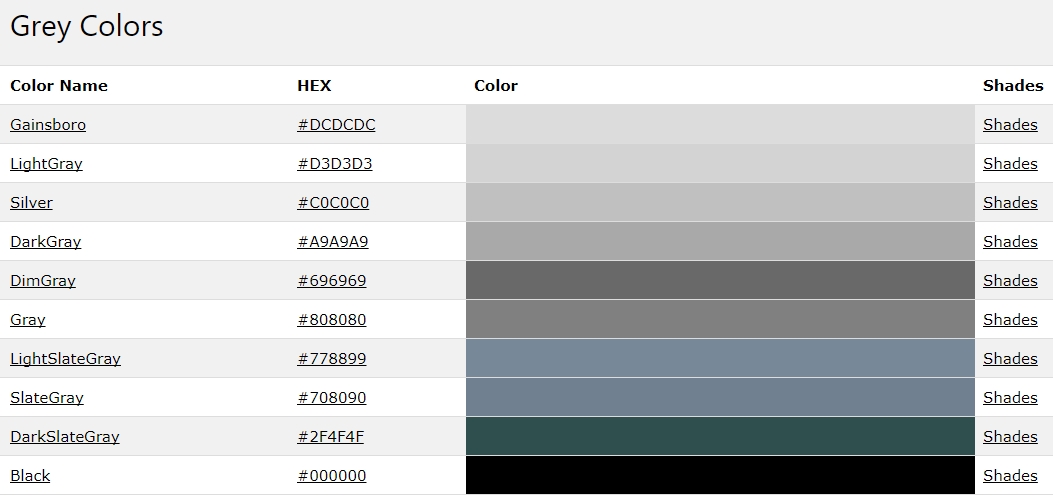 Grey Colors
Color Name HEX Color Shades
Gainsboro #DCDCDC Shades
LightGray #D3D3D3 Shades
Silver #C0C0C0 Shades
DarkGray #A9A9A9 Shades
DimGray #696969 Shades
Gray #808080 Shades
LightSlateGray #778899 Shades
SlateGray #708090 Shades
DarkSlateGray #2F4F4F Shades
Black #000000 Shades